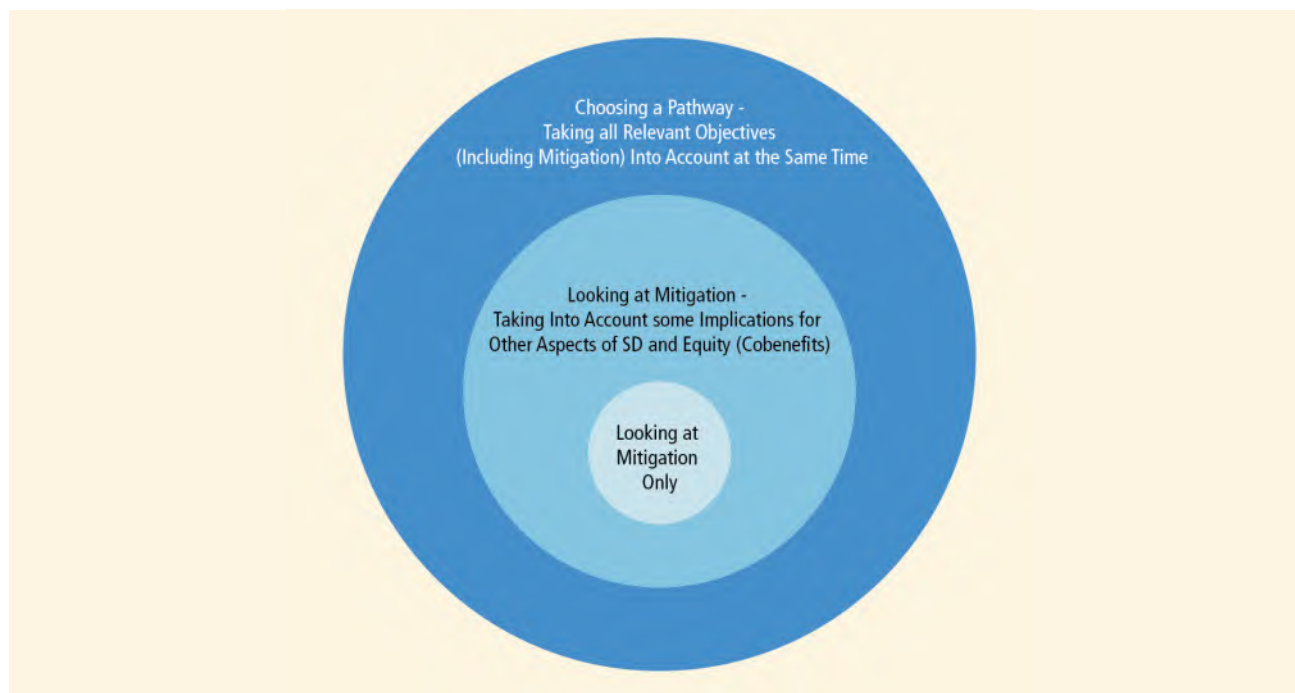 Choosing a Pathway -
Taking all Relevant Objectives
(Including Mitigation) Into Account at the Same Time
Looking at Mitigation -
Taking Into Account some Implications for
Other Aspects of SD and Equity (Cobenefits)
Looking at
Mitigation
Only